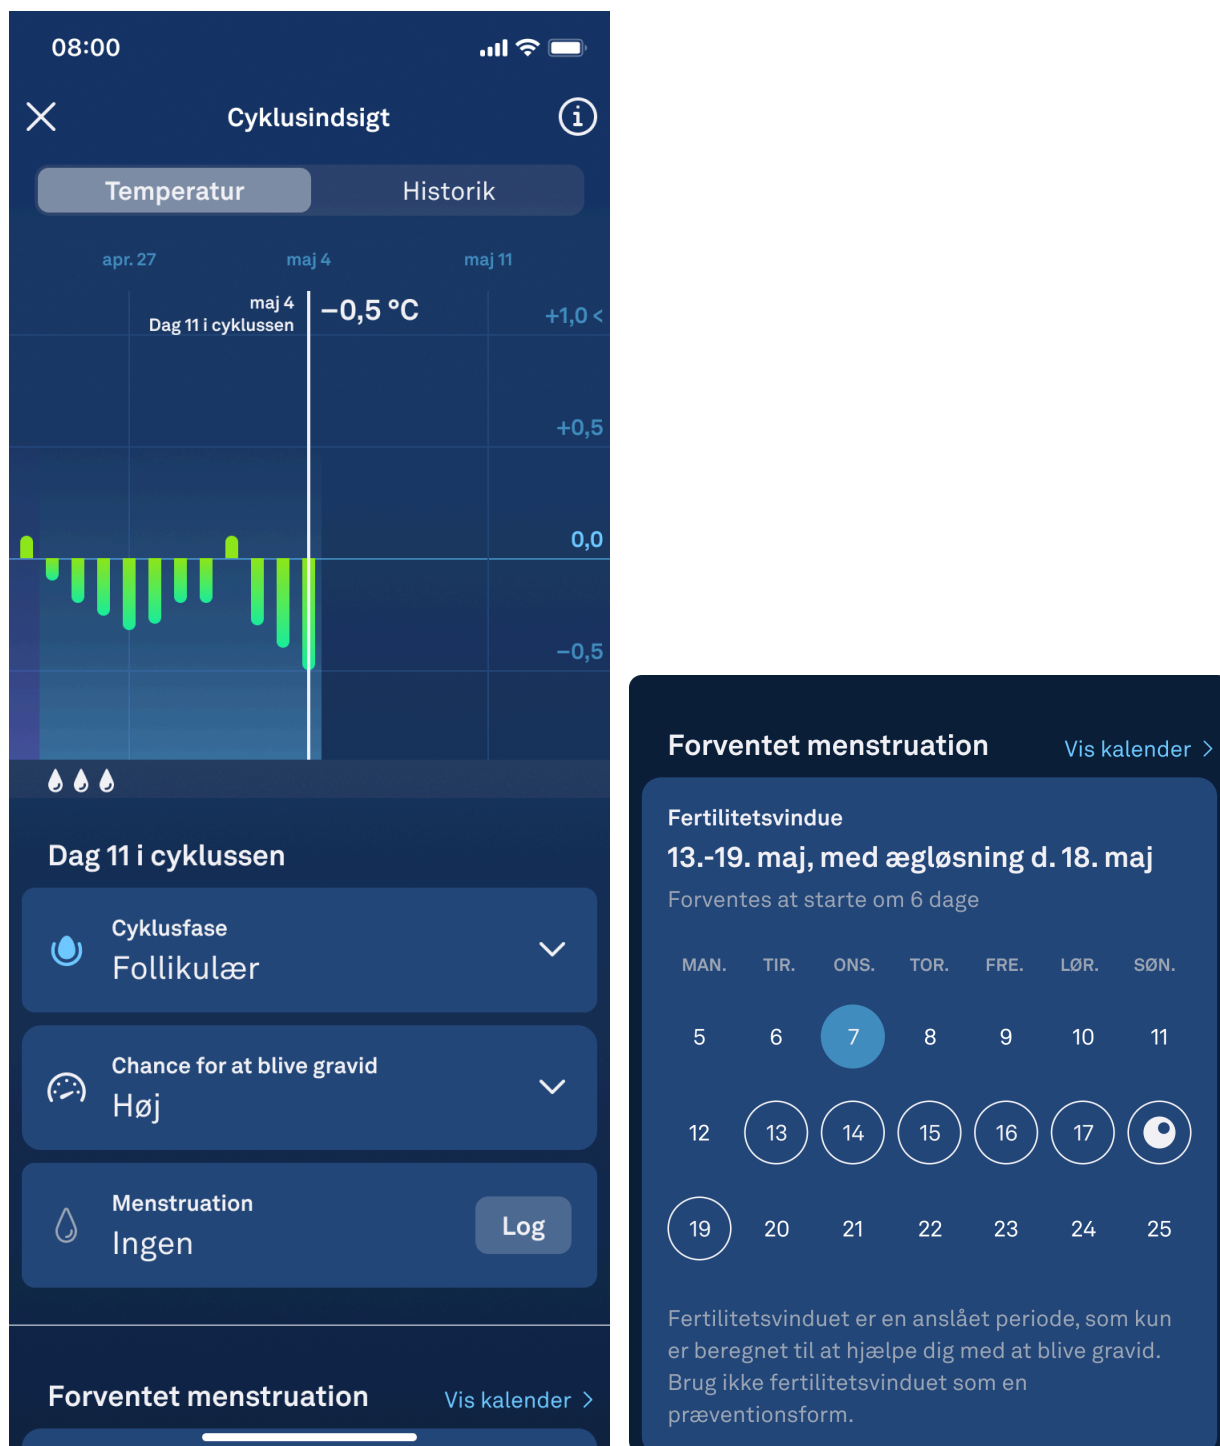 08:00
Cyklusindsigt
Temperatur
Historik
apr. 27
maj 4
maj 11
maj 4
Dag 11 i cyklussen
−0,5 °C
+1,0 <
+0,5
0,0
−0,5
Dag 11 i cyklussen
Cyklusfase
Follikulær
Chance for at blive gravid
Høj
Menstruation
Ingen
Log
Forventet menstruation
Vis kalender >
Forventet menstruation
Vis kalender >
Fertilitetsvindue
13.-19. maj, med ægløsning d. 18. maj
Forventes at starte om 6 dage
MAN. TIR. ONS. TOR. FRE. LØR. SØN.
5 6 7 8 9 10 11
12 13 14 15 16 17
19 20 21 22 23 24 25
Fertilitetsvinduet er en anslået periode, som kun
er beregnet til at hjælpe dig med at blive gravid.
Brug ikke fertilitetsvinduet som en
præventionsform.